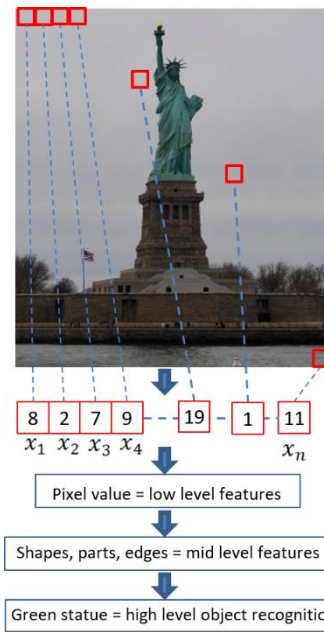 8 2 7 9 19 1 11
x₁ x₂ x₃ x₄ xₙ
Pixel value = low level features
Shapes, parts, edges = mid level features
Green statue = high level object recognitio